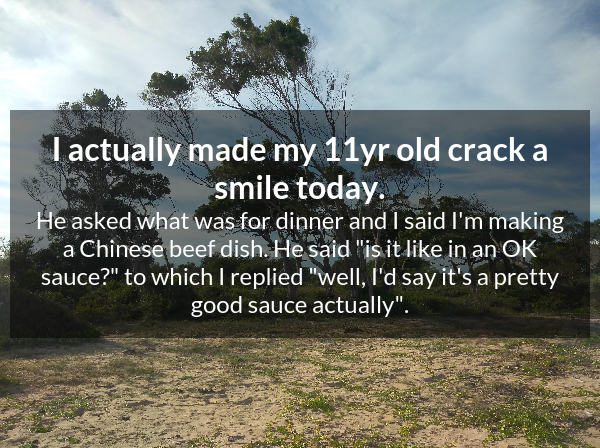 I actually made my 11yr old crack a
smile today.
He asked what was for dinner and I said I'm making
a Chinese beef dish. He said "is it like in an OK
sauce?" to which I replied "well, I'd say it's a pretty
good sauce actually".